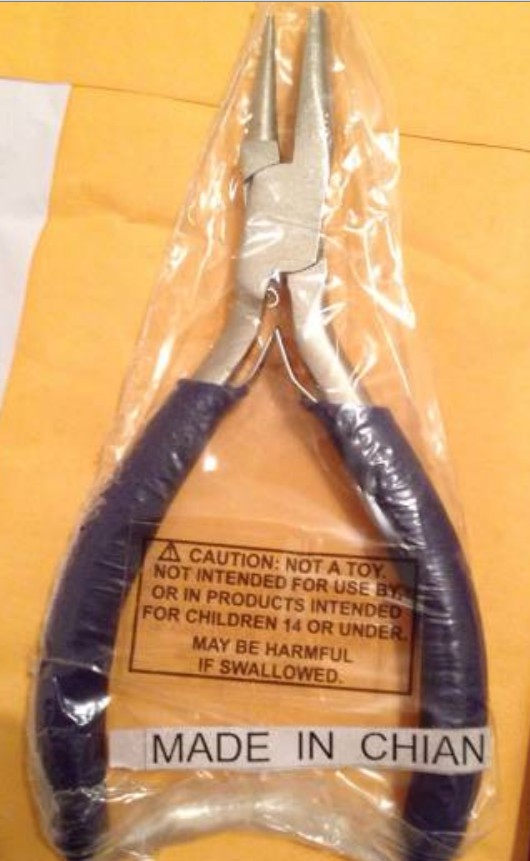 ⚠ CAUTION: NOT A TOY.
NOT INTENDED FOR USE BY,
OR IN PRODUCTS INTENDED
FOR CHILDREN 14 OR UNDER.
MAY BE HARMFUL
IF SWALLOWED.
MADE IN CHIAN